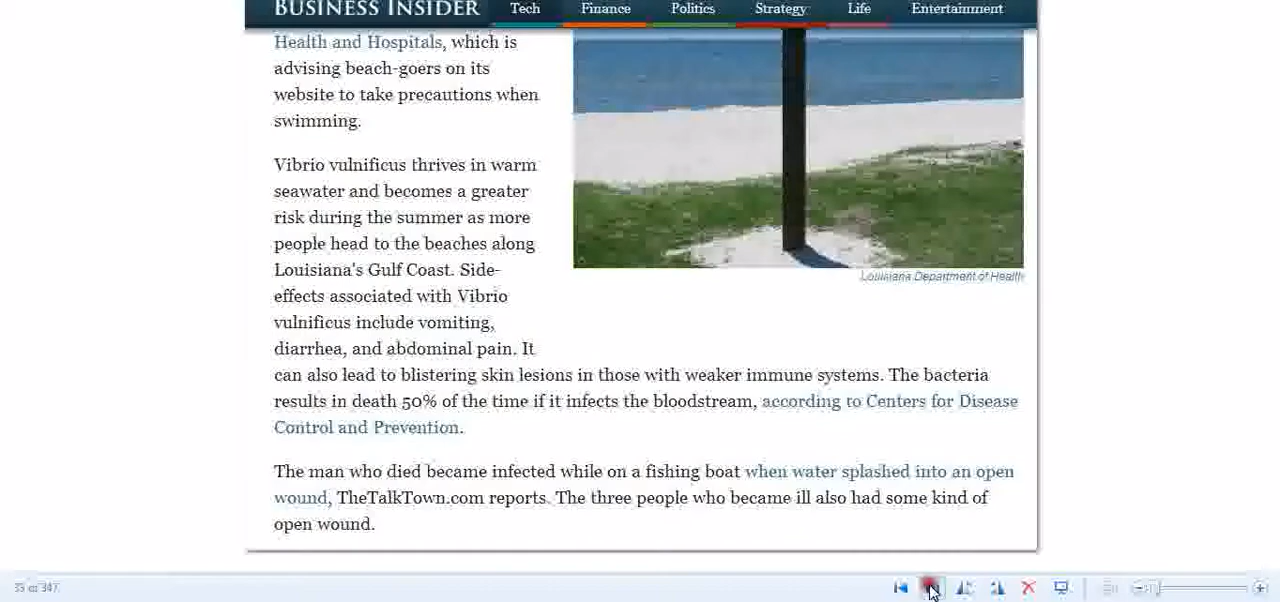 BUSINESS INSIDER Tech Finance Politics Strategy Life Entertainment
Health and Hospitals, which is
advising beach-goers on its
website to take precautions when
swimming.
Vibrio vulnificus thrives in warm
seawater and becomes a greater
risk during the summer as more
people head to the beaches along
Louisiana's Gulf Coast. Side-
effects associated with Vibrio
vulnificus include vomiting,
diarrhea, and abdominal pain. It
Louisiana Department of Health
can also lead to blistering skin lesions in those with weaker immune systems. The bacteria
results in death 50% of the time if it infects the bloodstream, according to Centers for Disease
Control and Prevention.
The man who died became infected while on a fishing boat when water splashed into an open
wound, TheTalkTown.com reports. The three people who became ill also had some kind of
open wound.
35 of 347